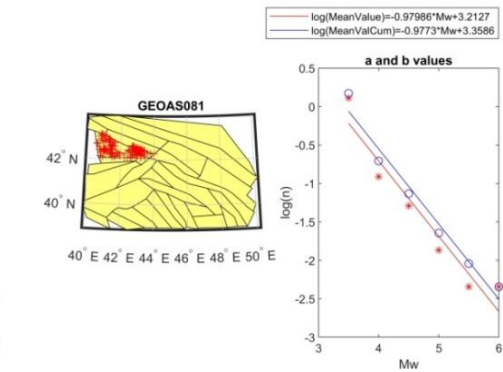 log(MeanValue)=-0.97986*Mw+3.2127
log(MeanValCum)=-0.9773*Mw+3.3586
a and b values
GEOAS081
42° N
40° N
40° E 42° E 44° E 46° E 48° E 50° E
log(n)
0.5
0
-0.5
-1
-1.5
-2
-2.5
-3
3 4 5 6
Mw